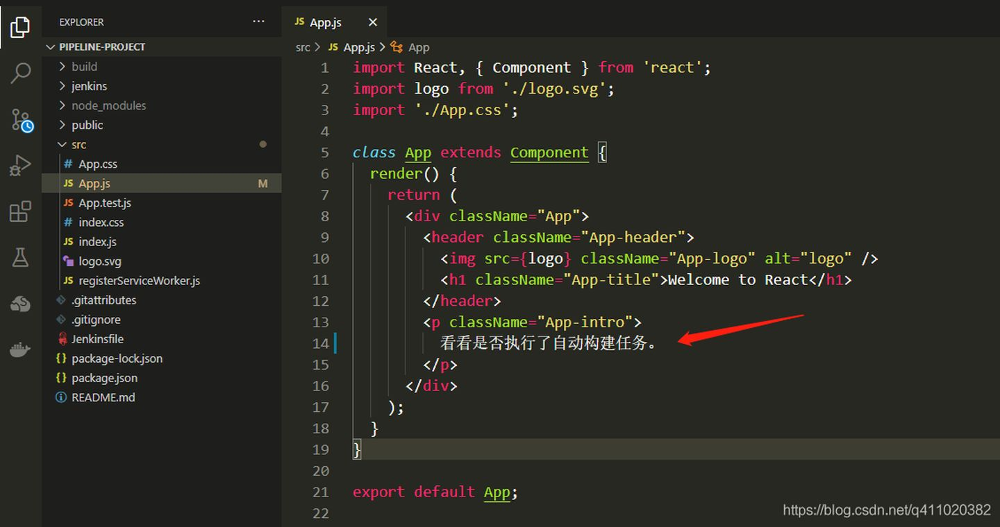 EXPLORER
PIPELINE-PROJECT
build
jenkins
node_modules
public
src
# App.css
JS App.js M
JS App.test.js
# index.css
JS index.js
logo.svg
JS registerServiceWorker.js
.gitattributes
.gitignore
Jenkinsfile
{} package-lock.json
{} package.json
README.md
JS App.js ×
src > JS App.js > App
1 import React, { Component } from 'react';
2 import logo from './logo.svg';
3 import './App.css';
4
5 class App extends Component {
6 render() {
7 return (
8 <div className="App">
9 <header className="App-header">
10 <img src={logo} className="App-logo" alt="logo" />
11 <h1 className="App-title">Welcome to React</h1>
12 </header>
13 <p className="App-intro">
14 看看是否执行了自动构建任务。
15 </p>
16 </div>
17 );
18 }
19 }
20
21 export default App;
22
https://blog.csdn.net/q411020382